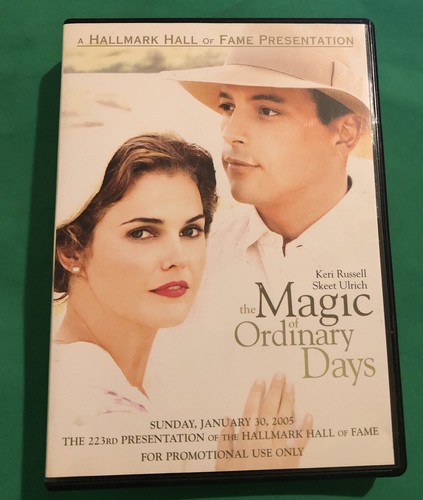 A HALLMARK HALL OF FAME PRESENTATION
Keri Russell
Skeet Ulrich
the Magic
of
Ordinary
Days
SUNDAY, JANUARY 30, 2005
THE 223RD PRESENTATION OF THE HALLMARK HALL OF FAME
FOR PROMOTIONAL USE ONLY